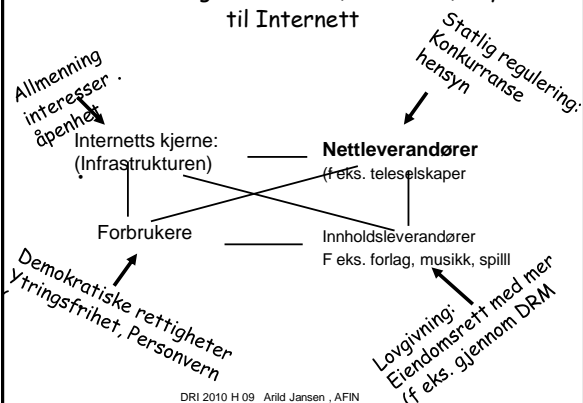 til Internett
Allmenning
interesser .
åpenhet
Statlig regulering:
Konkurranse
hensyn
Internetts kjerne:
(Infrastrukturen)
.
Nettleverandører
(f eks. teleselskaper
Forbrukere
Innholdsleverandører
F eks. forlag, musikk, spilll
Demokratiske rettigheter
Ytringsfrihet, Personvern
Lovgivning:
Eiendomsrett med mer
(f eks. gjennom DRM
DRI 2010 H 09 Arild Jansen , AFIN